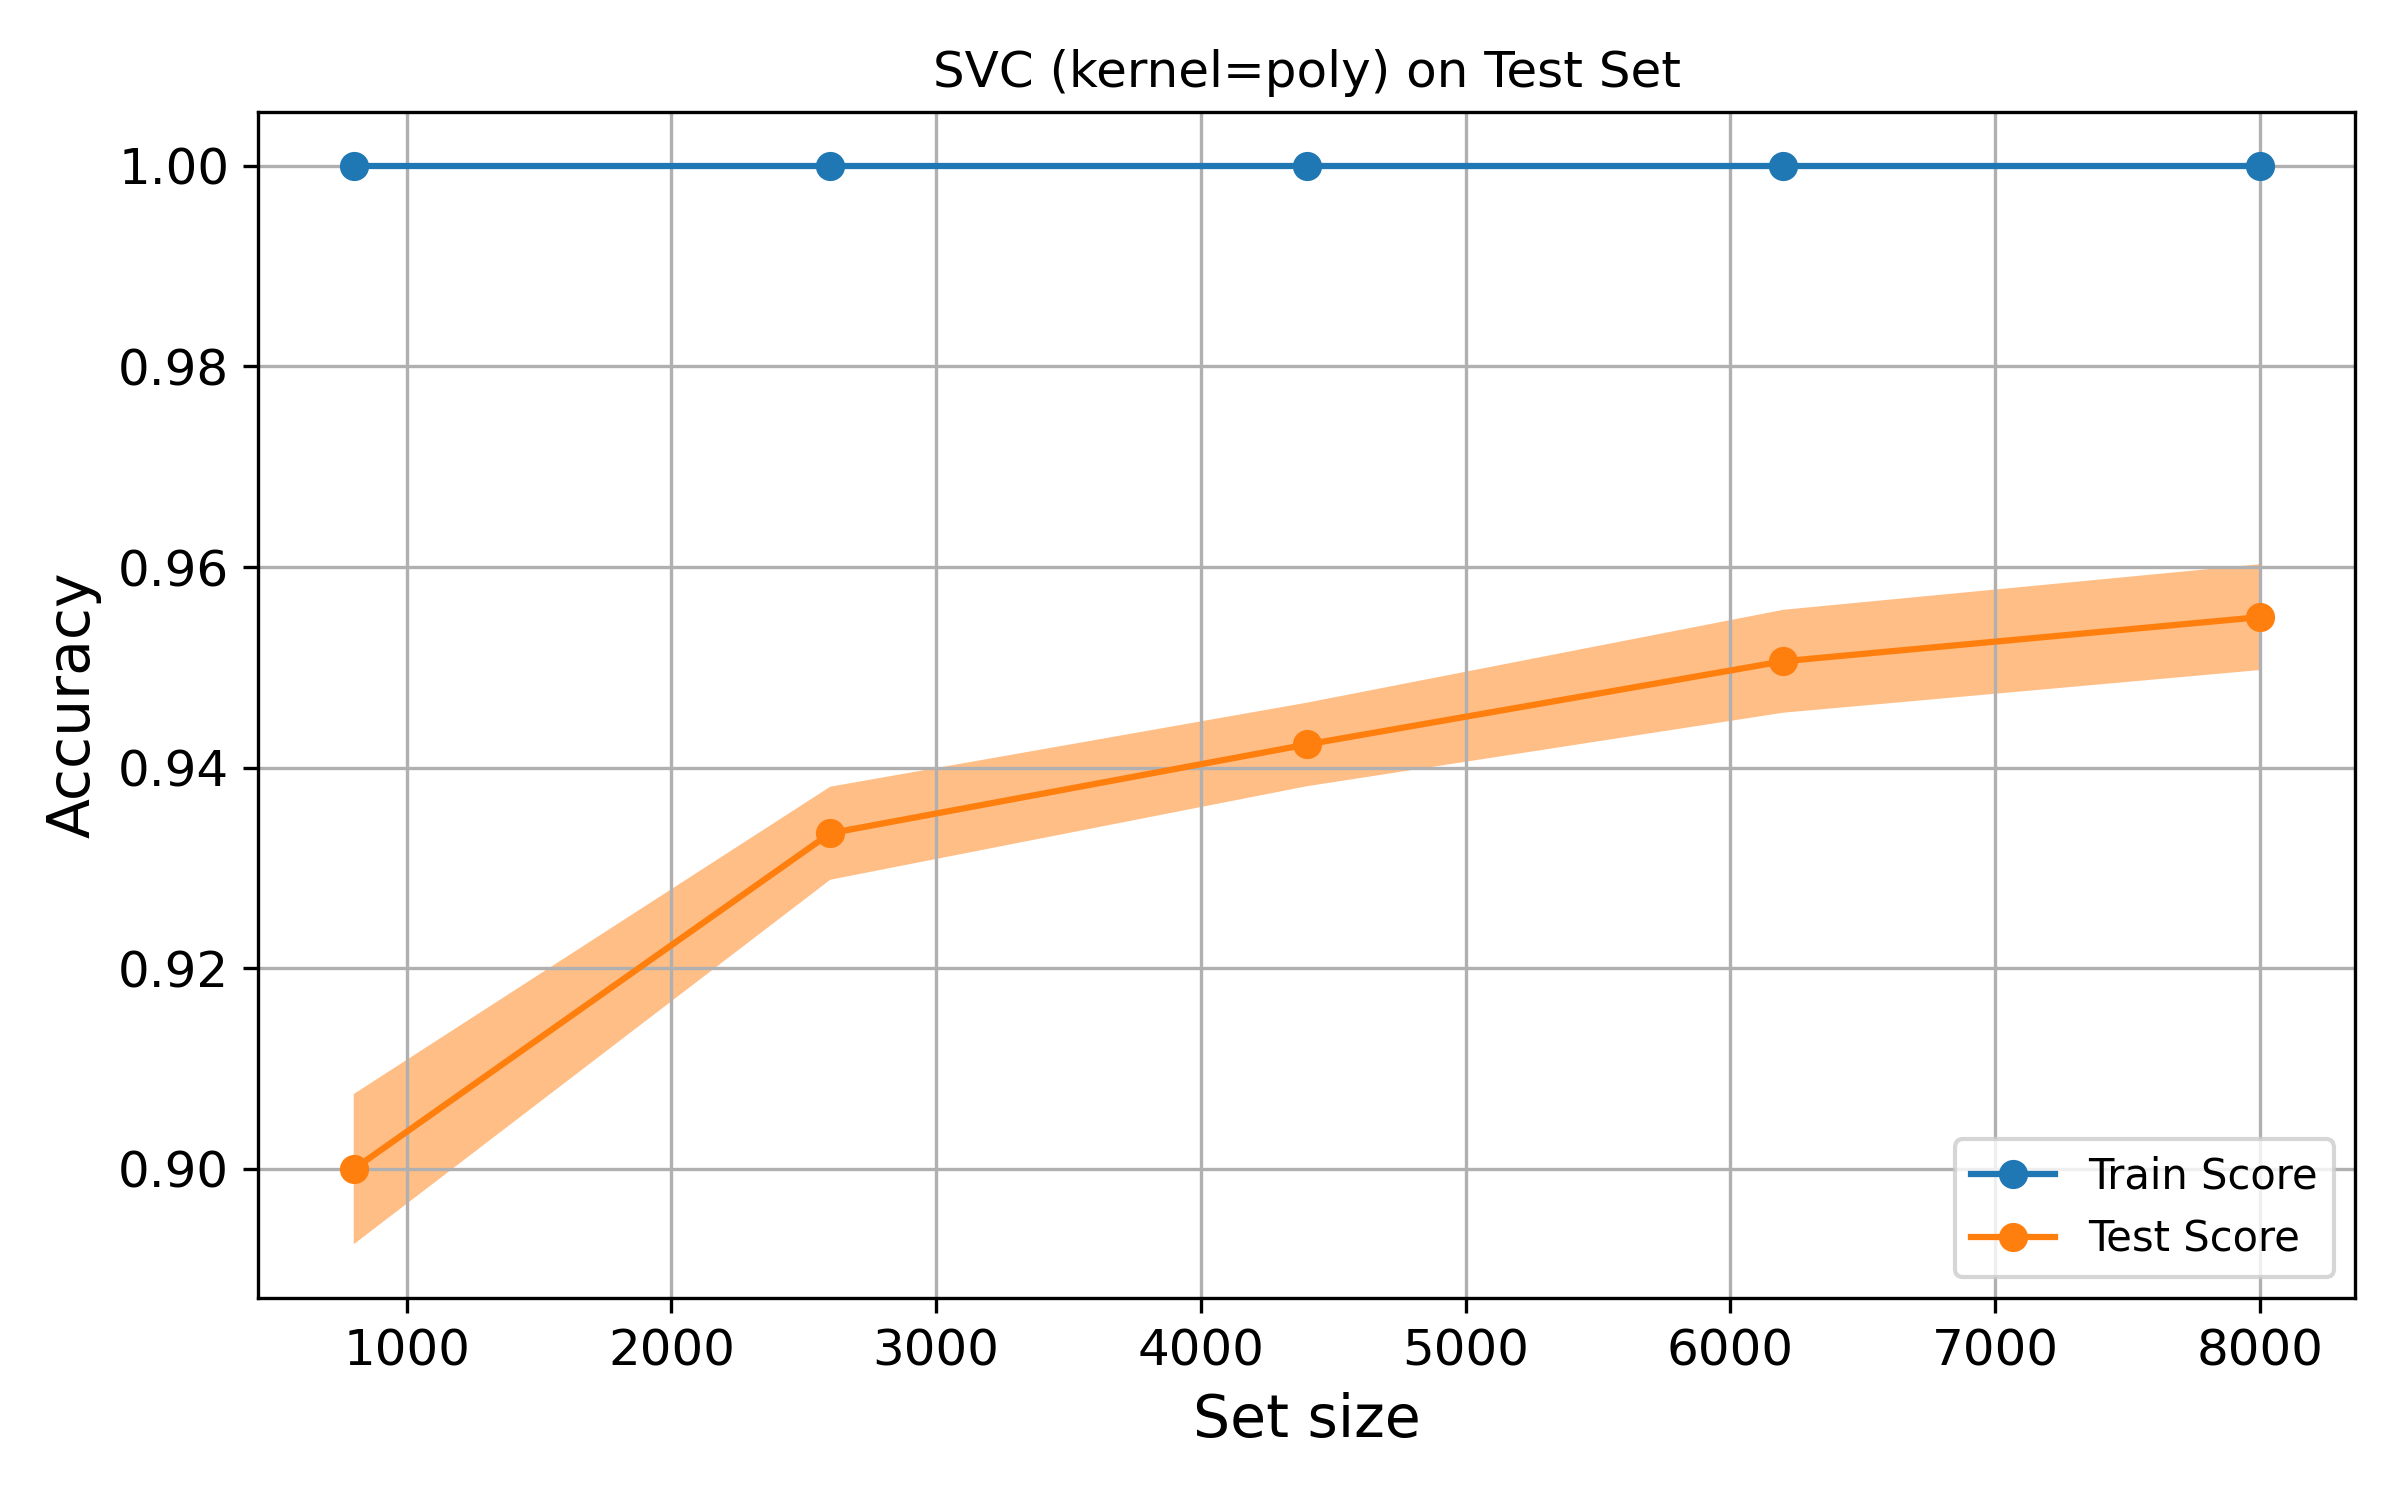 SVC (kernel=poly) on Test Set
1.00
0.98
0.96
0.94
0.92
0.90
Accuracy
1000 2000 3000 4000 5000 6000 7000 8000
Set size
Train Score
Test Score